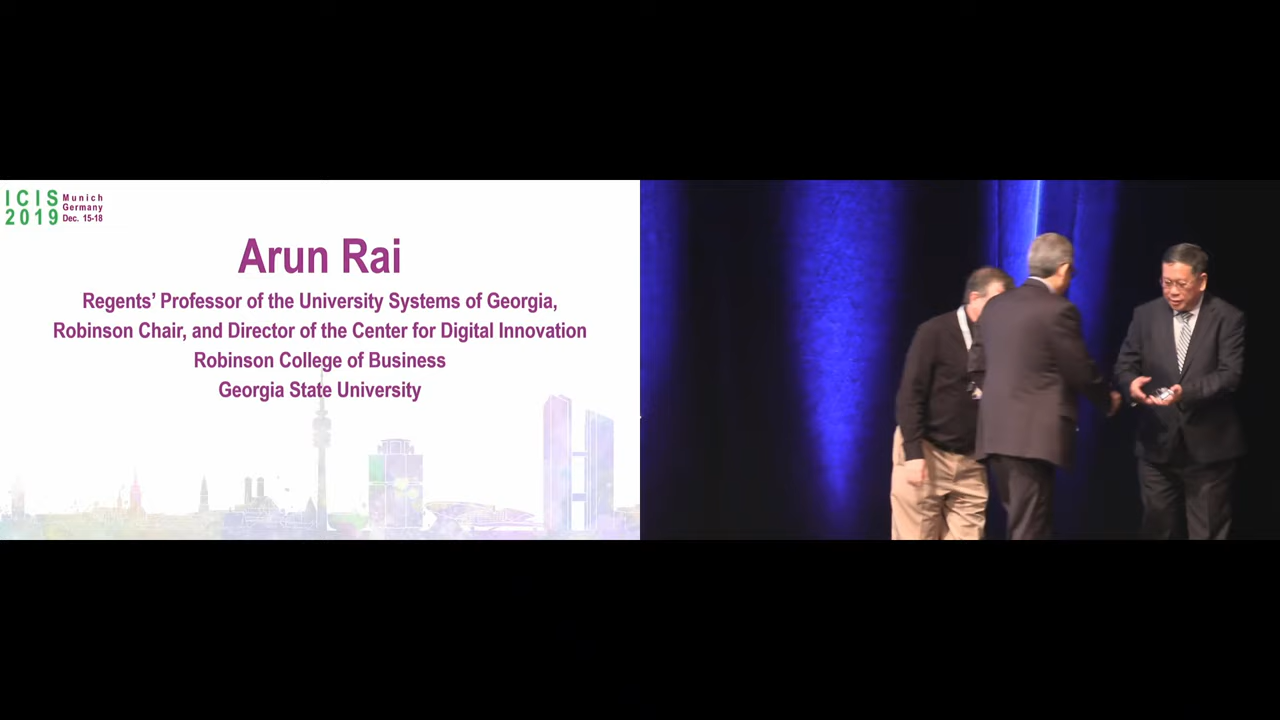 ICIS
2019
Munich
Germany
Dec. 15-18
Arun Rai
Regents’ Professor of the University Systems of Georgia,
Robinson Chair, and Director of the Center for Digital Innovation
Robinson College of Business
Georgia State University